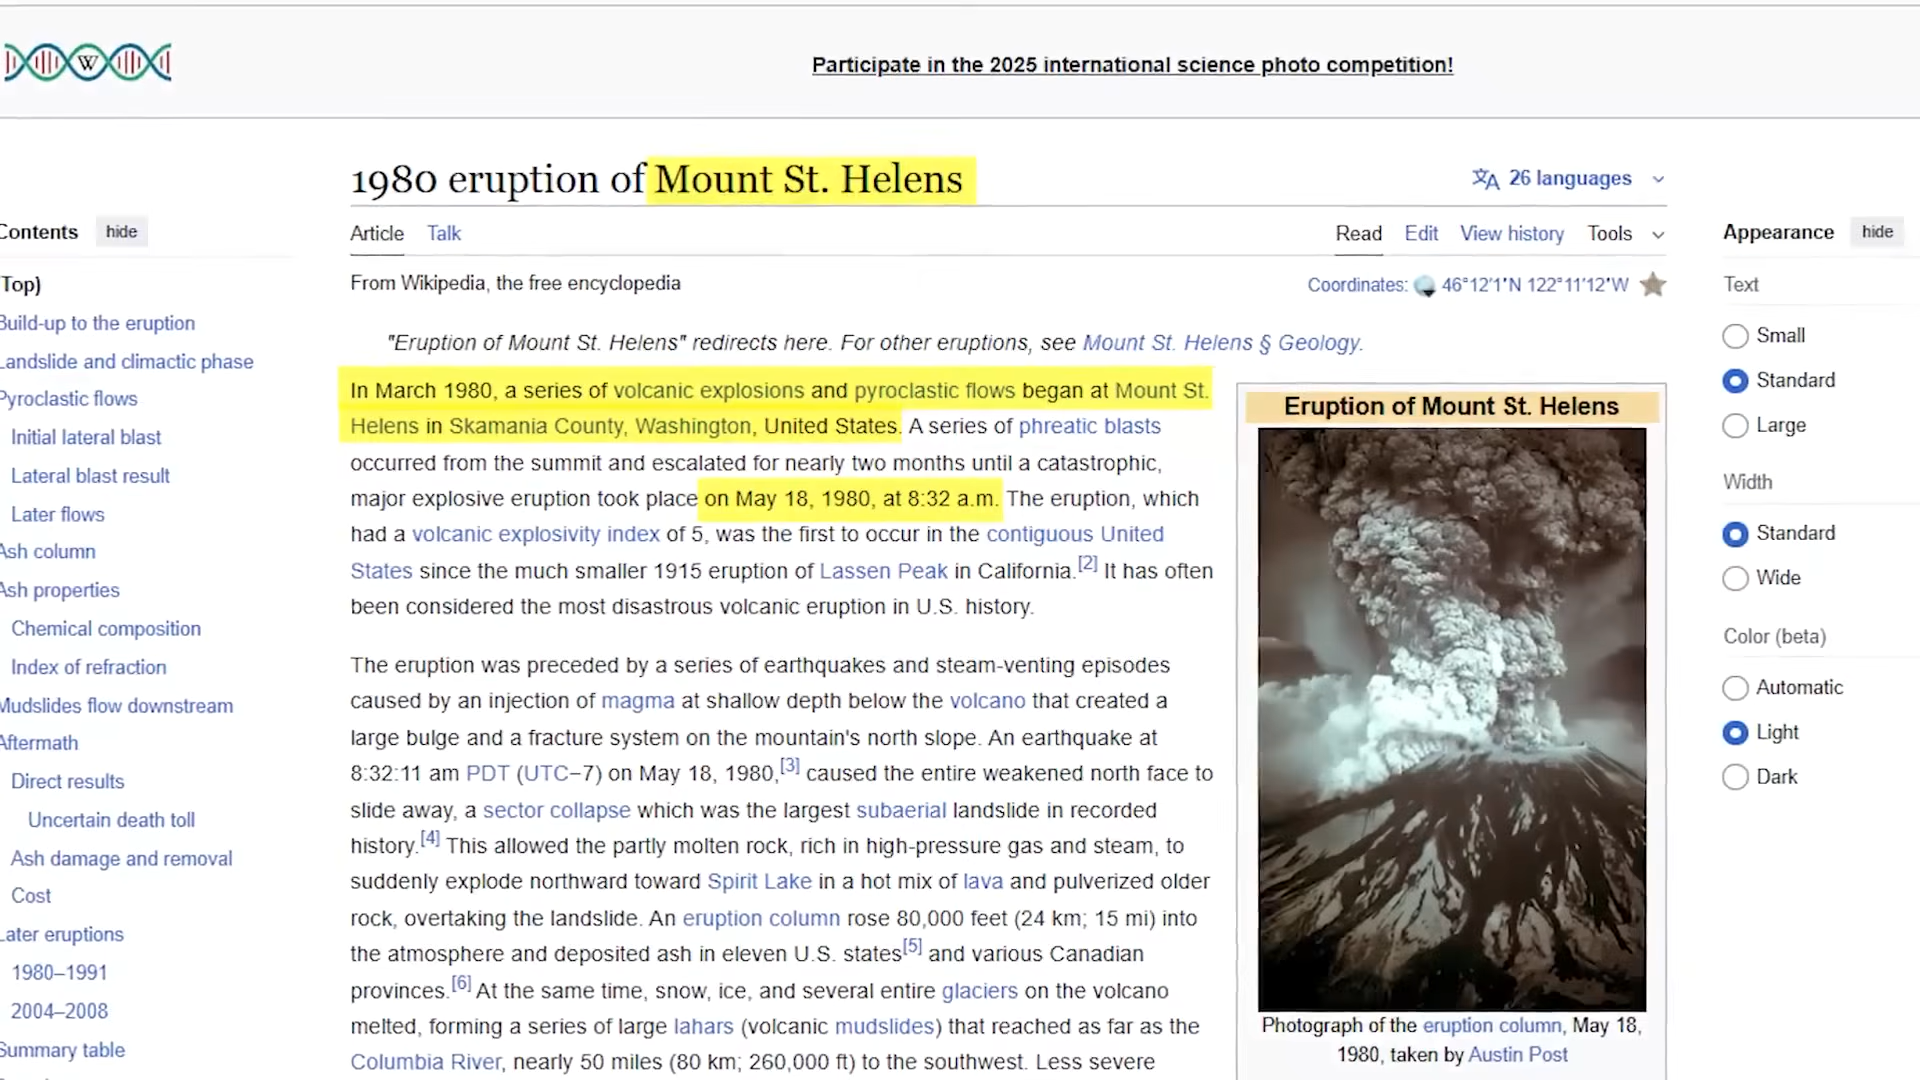 W
Participate in the 2025 international science photo competition!
1980 eruption of Mount St. Helens
26 languages
Contents hide
Article Talk
Read Edit View history Tools
Appearance hide
From Wikipedia, the free encyclopedia
Coordinates: 46°12′1″N 122°11′12″W
(Top)
Build-up to the eruption
Landslide and climactic phase
Pyroclastic flows
Initial lateral blast
Lateral blast result
Later flows
Ash column
Ash properties
Chemical composition
Index of refraction
Mudslides flow downstream
Aftermath
Direct results
Uncertain death toll
Ash damage and removal
Cost
Later eruptions
1980–1991
2004–2008
Summary table
"Eruption of Mount St. Helens" redirects here. For other eruptions, see Mount St. Helens § Geology.
In March 1980, a series of volcanic explosions and pyroclastic flows began at Mount St.
Helens in Skamania County, Washington, United States. A series of phreatic blasts
occurred from the summit and escalated for nearly two months until a catastrophic,
major explosive eruption took place on May 18, 1980, at 8:32 a.m. The eruption, which
had a volcanic explosivity index of 5, was the first to occur in the contiguous United
States since the much smaller 1915 eruption of Lassen Peak in California.[2] It has often
been considered the most disastrous volcanic eruption in U.S. history.
The eruption was preceded by a series of earthquakes and steam-venting episodes
caused by an injection of magma at shallow depth below the volcano that created a
large bulge and a fracture system on the mountain's north slope. An earthquake at
8:32:11 am PDT (UTC−7) on May 18, 1980,[3] caused the entire weakened north face to
slide away, a sector collapse which was the largest subaerial landslide in recorded
history.[4] This allowed the partly molten rock, rich in high-pressure gas and steam, to
suddenly explode northward toward Spirit Lake in a hot mix of lava and pulverized older
rock, overtaking the landslide. An eruption column rose 80,000 feet (24 km; 15 mi) into
the atmosphere and deposited ash in eleven U.S. states[5] and various Canadian
provinces.[6] At the same time, snow, ice, and several entire glaciers on the volcano
melted, forming a series of large lahars (volcanic mudslides) that reached as far as the
Columbia River, nearly 50 miles (80 km; 260,000 ft) to the southwest. Less severe
Eruption of Mount St. Helens
Photograph of the eruption column, May 18,
1980, taken by Austin Post
Text
Small
Standard
Large
Width
Standard
Wide
Color (beta)
Automatic
Light
Dark